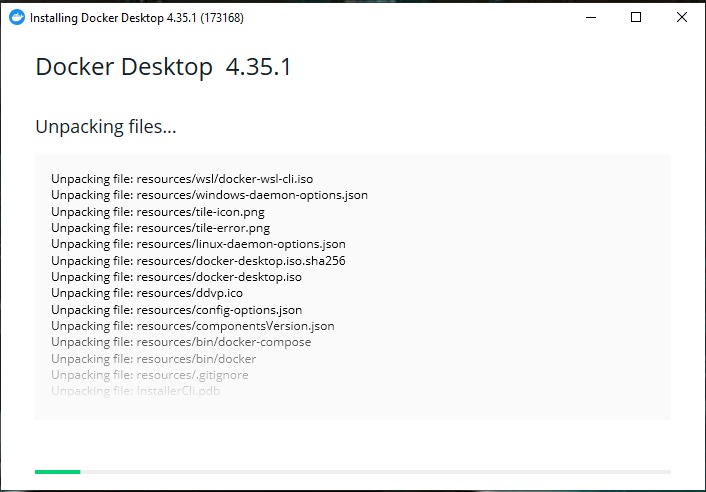 Installing Docker Desktop 4.35.1 (173168)
Docker Desktop 4.35.1
Unpacking files...
Unpacking file: resources/wsl/docker-wsl-cli.iso
Unpacking file: resources/windows-daemon-options.json
Unpacking file: resources/tile-icon.png
Unpacking file: resources/tile-error.png
Unpacking file: resources/linux-daemon-options.json
Unpacking file: resources/docker-desktop.iso.sha256
Unpacking file: resources/docker-desktop.iso
Unpacking file: resources/ddvp.ico
Unpacking file: resources/config-options.json
Unpacking file: resources/componentsVersion.json
Unpacking file: resources/bin/docker-compose
Unpacking file: resources/bin/docker
Unpacking file: resources/.gitignore
Unpacking file: InstallerCli.pdb